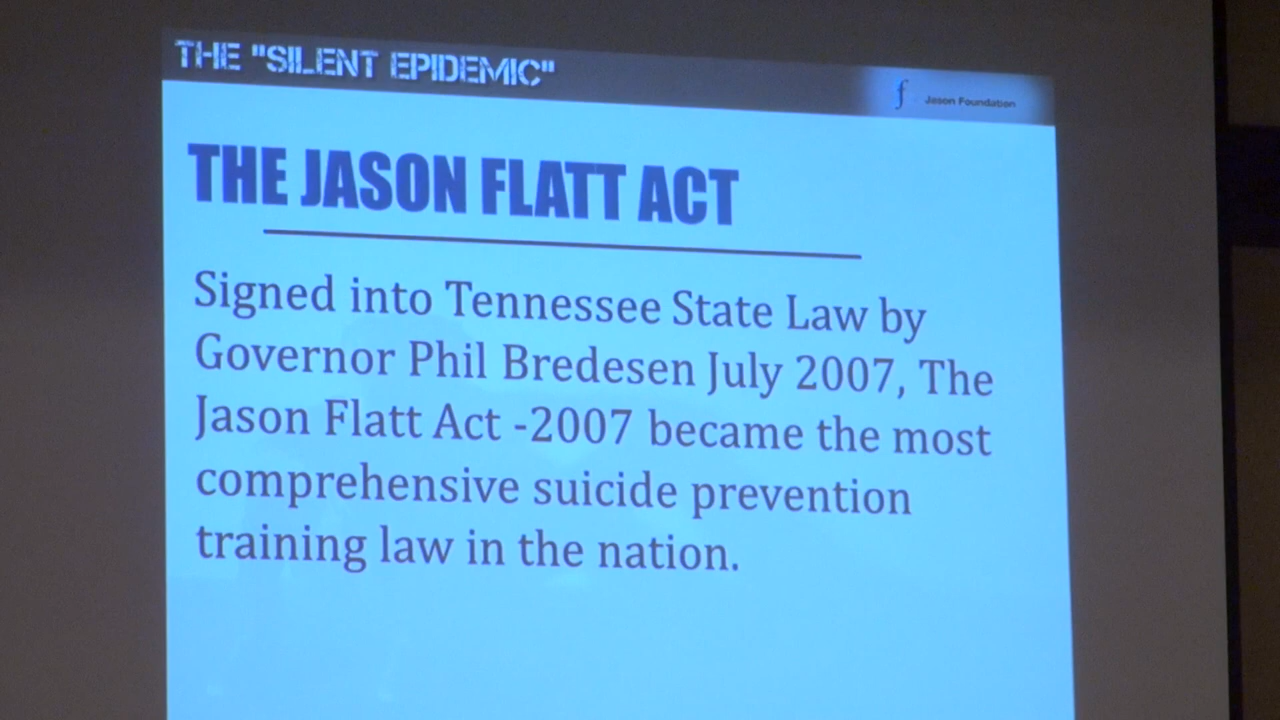 THE "SILENT EPIDEMIC"
f Jason Foundation
THE JASON FLATT ACT
Signed into Tennessee State Law by
Governor Phil Bredesen July 2007, The
Jason Flatt Act -2007 became the most
comprehensive suicide prevention
training law in the nation.